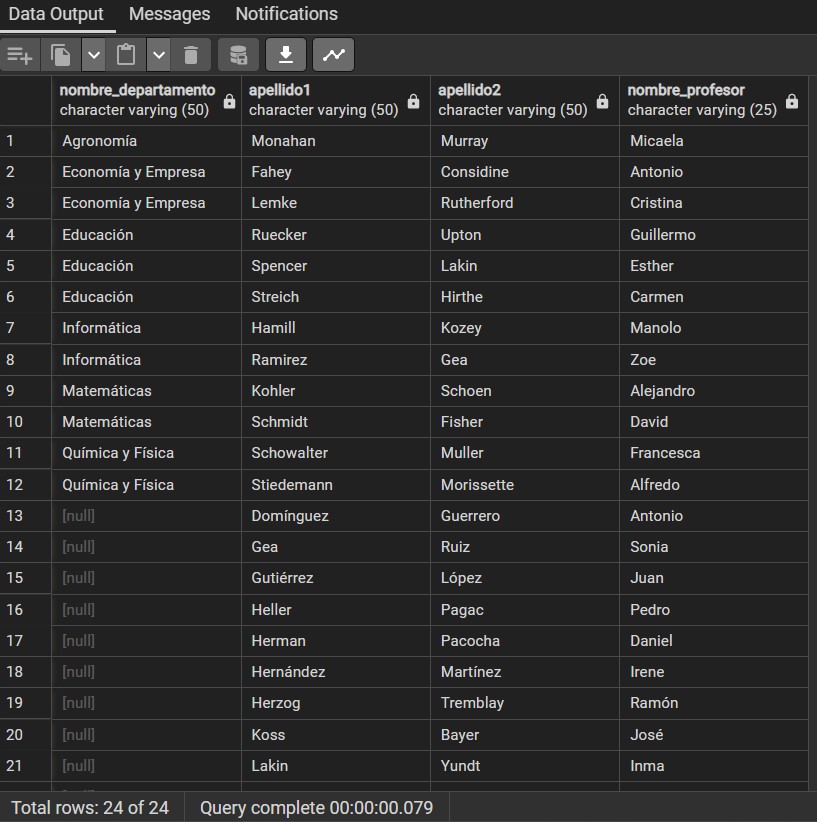 Data Output Messages Notifications
nombre_departamento apellido1 apellido2 nombre_profesor
character varying (50) character varying (50) character varying (50) character varying (25)
1 Agronomía Monahan Murray Micaela
2 Economía y Empresa Fahey Considine Antonio
3 Economía y Empresa Lemke Rutherford Cristina
4 Educación Ruecker Upton Guillermo
5 Educación Spencer Lakin Esther
6 Educación Streich Hirthe Carmen
7 Informática Hamill Kozey Manolo
8 Informática Ramirez Gea Zoe
9 Matemáticas Kohler Schoen Alejandro
10 Matemáticas Schmidt Fisher David
11 Química y Física Schowalter Muller Francesca
12 Química y Física Stiedemann Morissette Alfredo
13 [null] Domínguez Guerrero Antonio
14 [null] Gea Ruiz Sonia
15 [null] Gutiérrez López Juan
16 [null] Heller Pagac Pedro
17 [null] Herman Pacocha Daniel
18 [null] Hernández Martínez Irene
19 [null] Herzog Tremblay Ramón
20 [null] Koss Bayer José
21 [null] Lakin Yundt Inma
Total rows: 24 of 24 Query complete 00:00:00.079